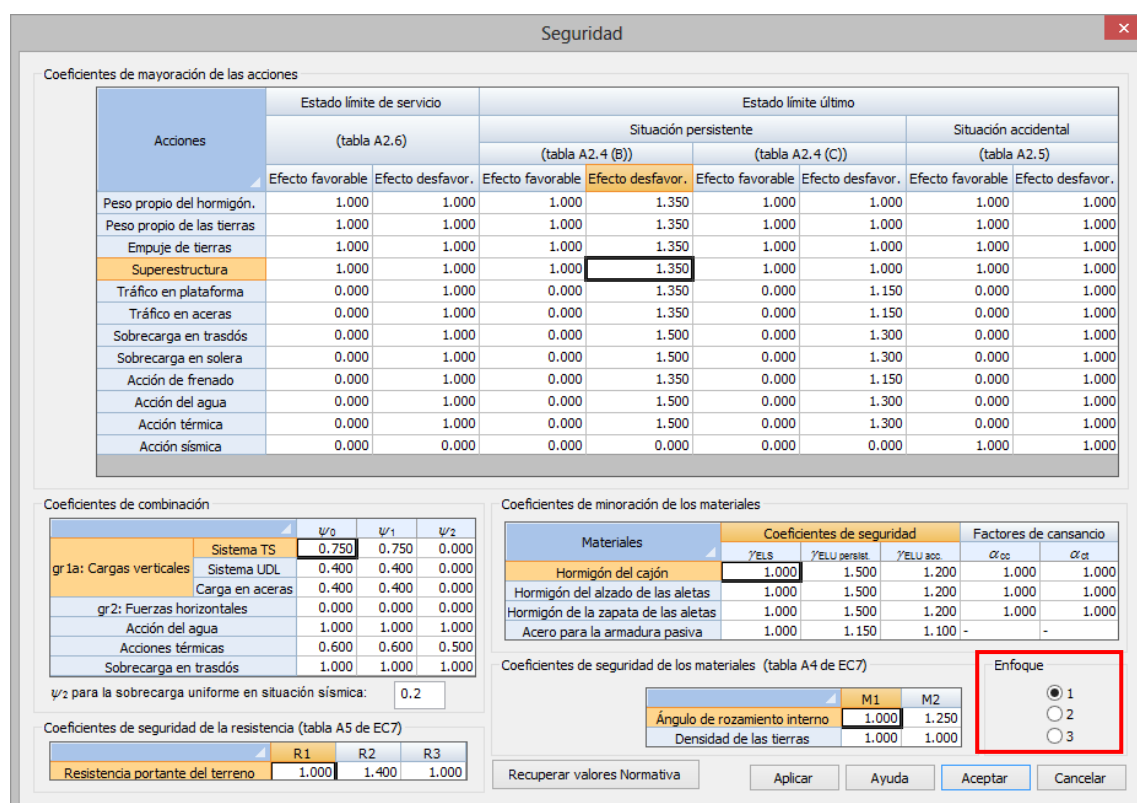 Seguridad
Coeficientes de mayoración de las acciones
Acciones Estado límite de servicio Estado límite último
(tabla A2.6) Situación persistente Situación accidental
(tabla A2.4 (B)) (tabla A2.4 (C)) (tabla A2.5)
Efecto favorable Efecto desfavor. Efecto favorable Efecto desfavor. Efecto favorable Efecto desfavor. Efecto favorable Efecto desfavor.
Peso propio del hormigón. 1.000 1.000 1.000 1.350 1.000 1.000 1.000 1.000
Peso propio de las tierras 1.000 1.000 1.000 1.350 1.000 1.000 1.000 1.000
Empuje de tierras 1.000 1.000 1.000 1.350 1.000 1.000 1.000 1.000
Superestructura 1.000 1.000 1.000 1.350 1.000 1.000 1.000 1.000
Tráfico en plataforma 0.000 1.000 0.000 1.350 0.000 1.150 0.000 1.000
Tráfico en aceras 0.000 1.000 0.000 1.350 0.000 1.150 0.000 1.000
Sobrecarga en trasdós 0.000 1.000 0.000 1.500 0.000 1.300 0.000 1.000
Sobrecarga en solera 0.000 1.000 0.000 1.500 0.000 1.300 0.000 1.000
Acción de frenado 0.000 1.000 0.000 1.350 0.000 1.150 0.000 1.000
Acción del agua 0.000 1.000 0.000 1.500 0.000 1.300 0.000 1.000
Acción térmica 0.000 1.000 0.000 1.500 0.000 1.300 0.000 1.000
Acción sísmica 0.000 0.000 0.000 0.000 0.000 0.000 1.000 1.000
Coeficientes de combinación
ψ0 ψ1 ψ2
gr1a: Cargas verticales Sistema TS 0.750 0.750 0.000
Sistema UDL 0.400 0.400 0.000
Carga en aceras 0.400 0.400 0.000
gr2: Fuerzas horizontales 0.000 0.000 0.000
Acción del agua 1.000 1.000 1.000
Acciones térmicas 0.600 0.600 0.500
Sobrecarga en trasdós 1.000 1.000 1.000
ψ2 para la sobrecarga uniforme en situación sísmica: 0.2
Coeficientes de seguridad de la resistencia (tabla A5 de EC7)
R1 R2 R3
Resistencia portante del terreno 1.000 1.400 1.000
Coeficientes de minoración de los materiales
Materiales Coeficientes de seguridad Factores de cansancio
γELS γELU persist. γELU acc. αcc αct
Hormigón del cajón 1.000 1.500 1.200 1.000 1.000
Hormigón del alzado de las aletas 1.000 1.500 1.200 1.000 1.000
Hormigón de la zapata de las aletas 1.000 1.500 1.200 1.000 1.000
Acero para la armadura pasiva 1.000 1.150 1.100 - -
Coeficientes de seguridad de los materiales (tabla A4 de EC7)
M1 M2
Ángulo de rozamiento interno 1.000 1.250
Densidad de las tierras 1.000 1.000
Enfoque
1
2
3
Recuperar valores Normativa Aplicar Ayuda Aceptar Cancelar